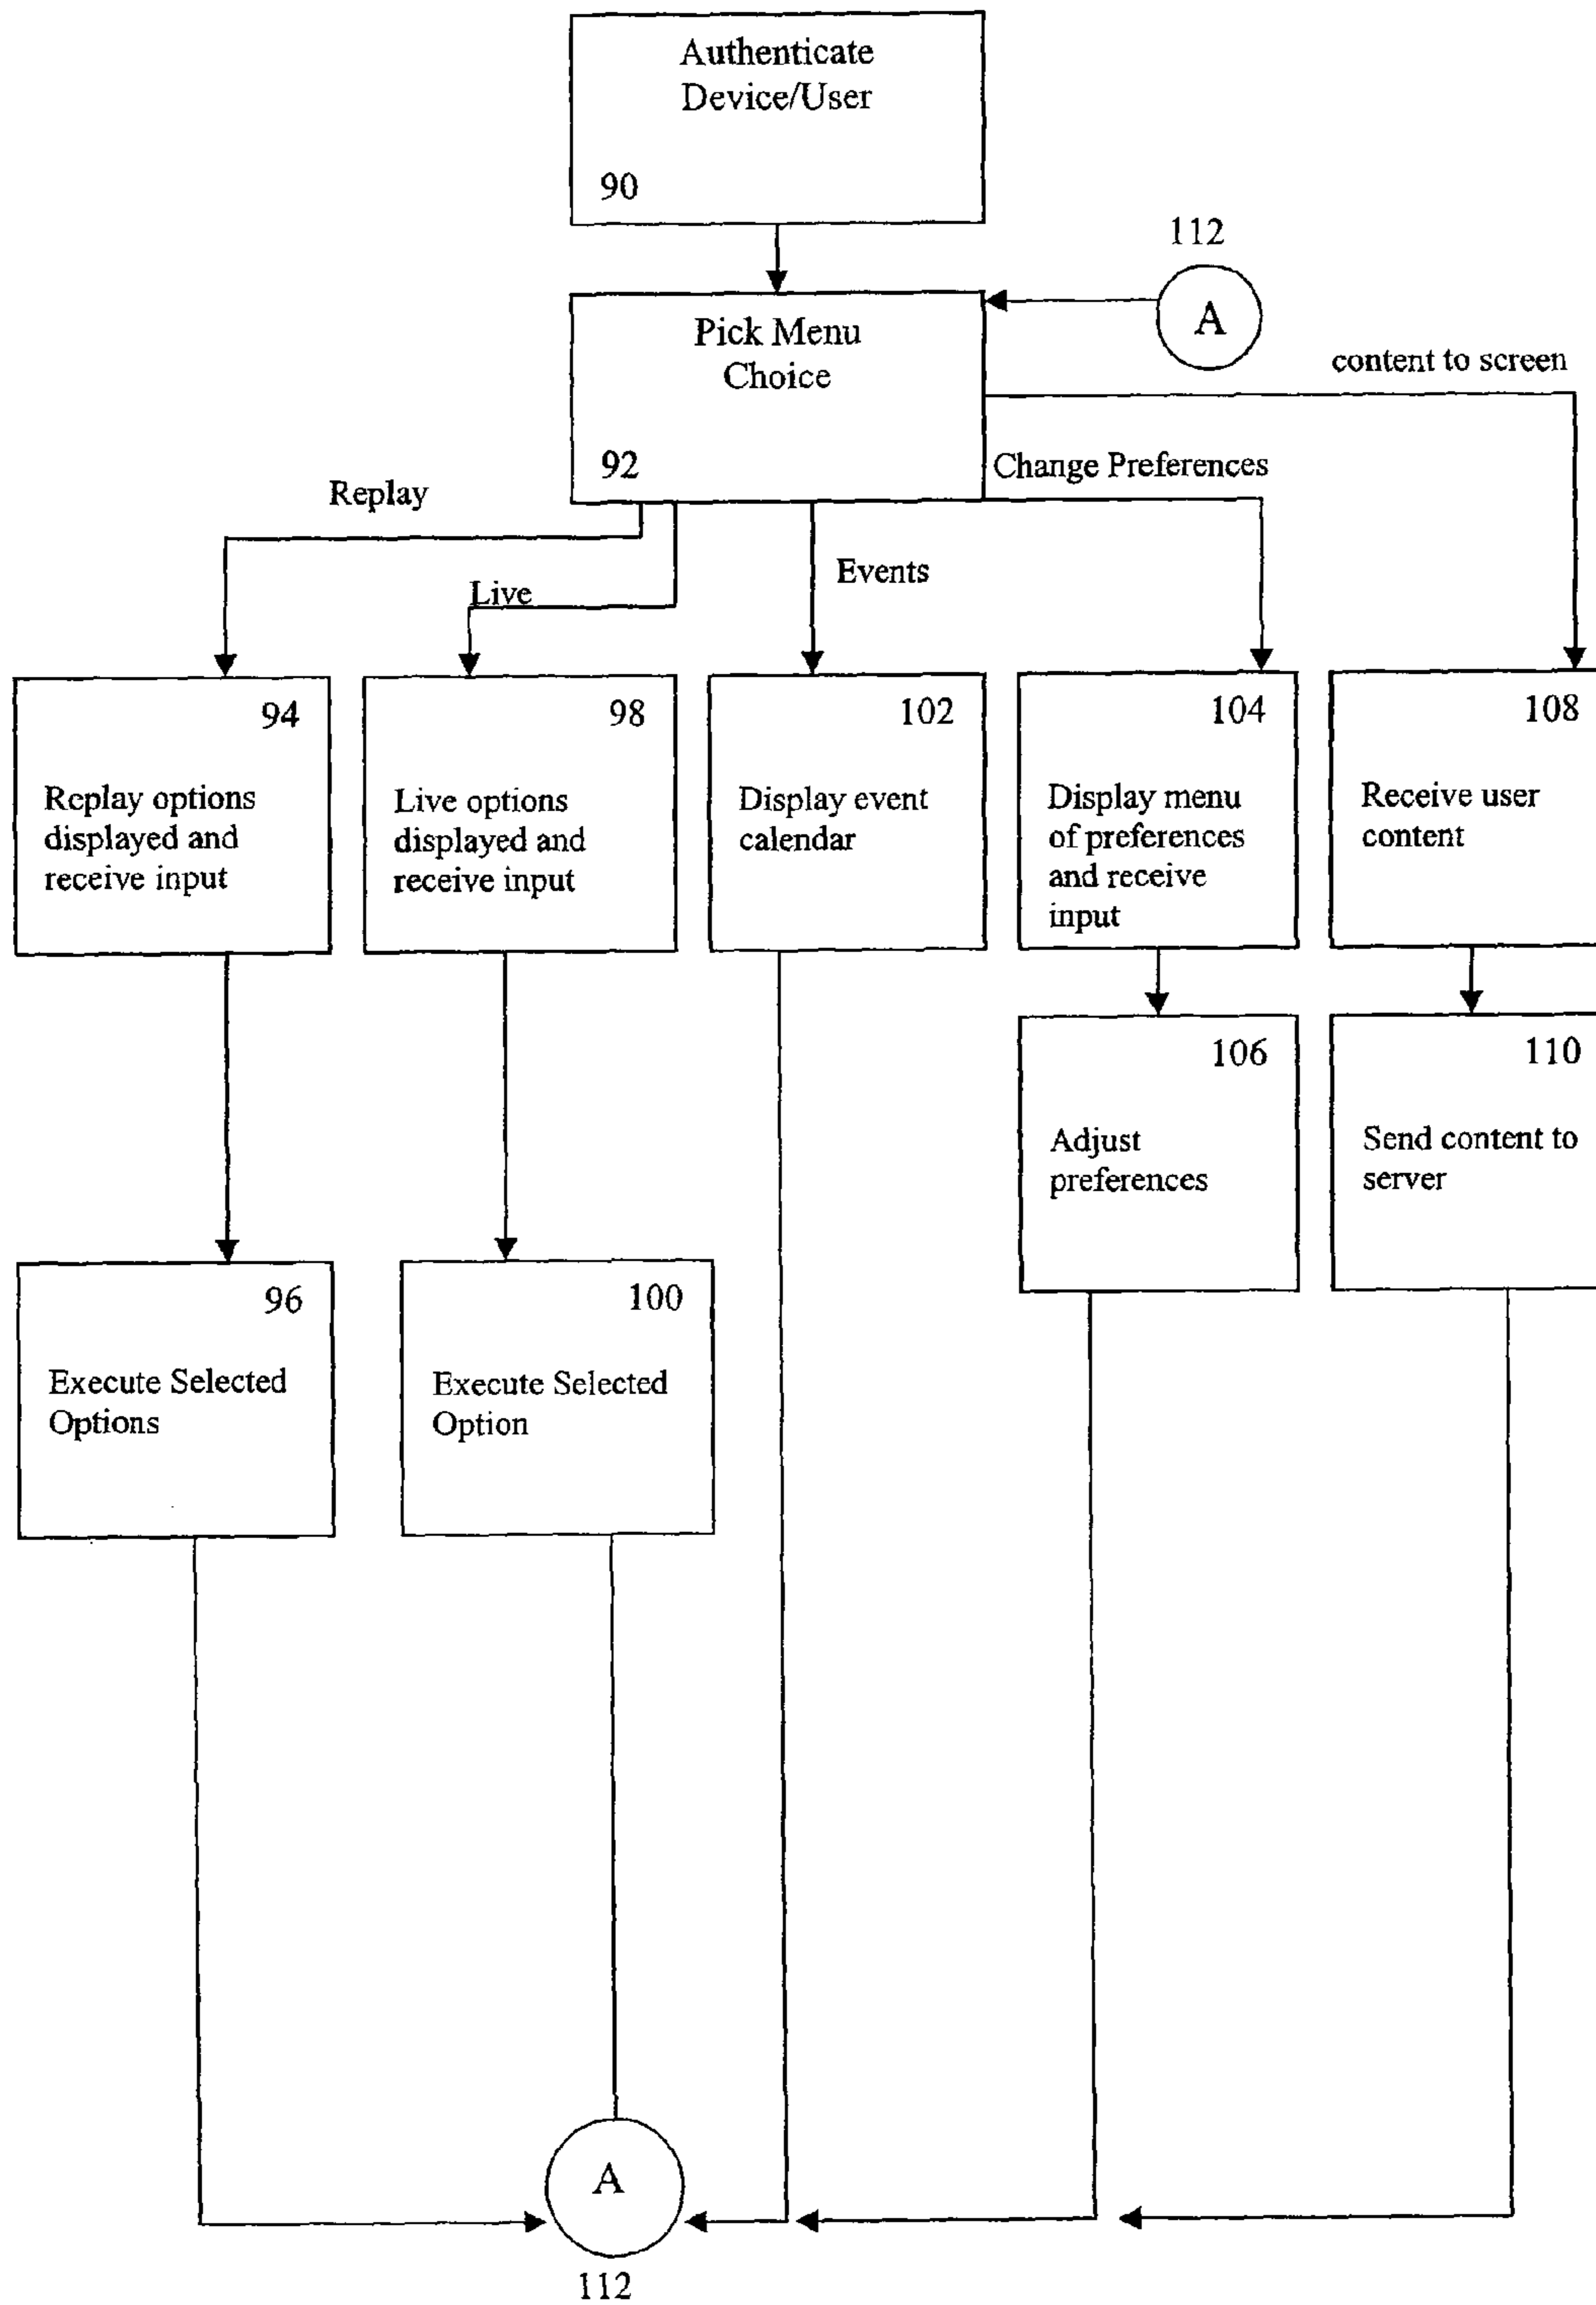 Authenticate
Device/User
90
112
A
Pick Menu
Choice
92
content to screen
Change Preferences
Replay
Live
Events
94
Replay options
displayed and
receive input
98
Live options
displayed and
receive input
102
Display event
calendar
104
Display menu
of preferences
and receive
input
108
Receive user
content
106
Adjust
preferences
110
Send content to
server
96
Execute Selected
Options
100
Execute Selected
Option
A
112